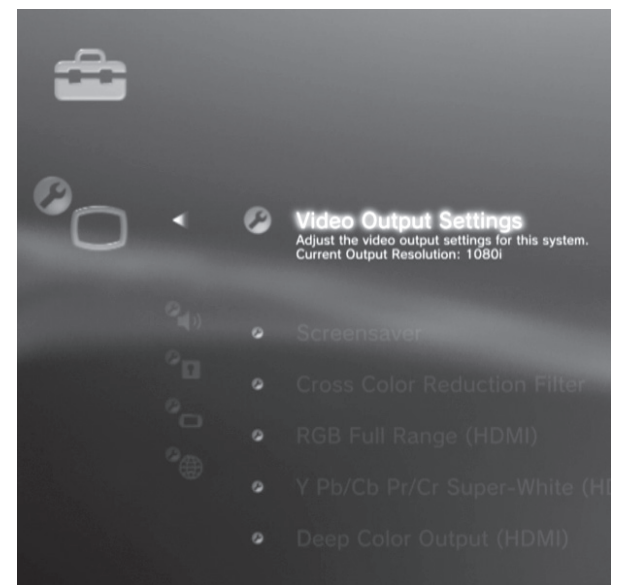 Video Output Settings
Adjust the video output settings for this system.
Current Output Resolution: 1080i
Screensaver
Cross Color Reduction Filter
RGB Full Range (HDMI)
Y Pb/Cb Pr/Cr Super-White (HD
Deep Color Output (HDMI)